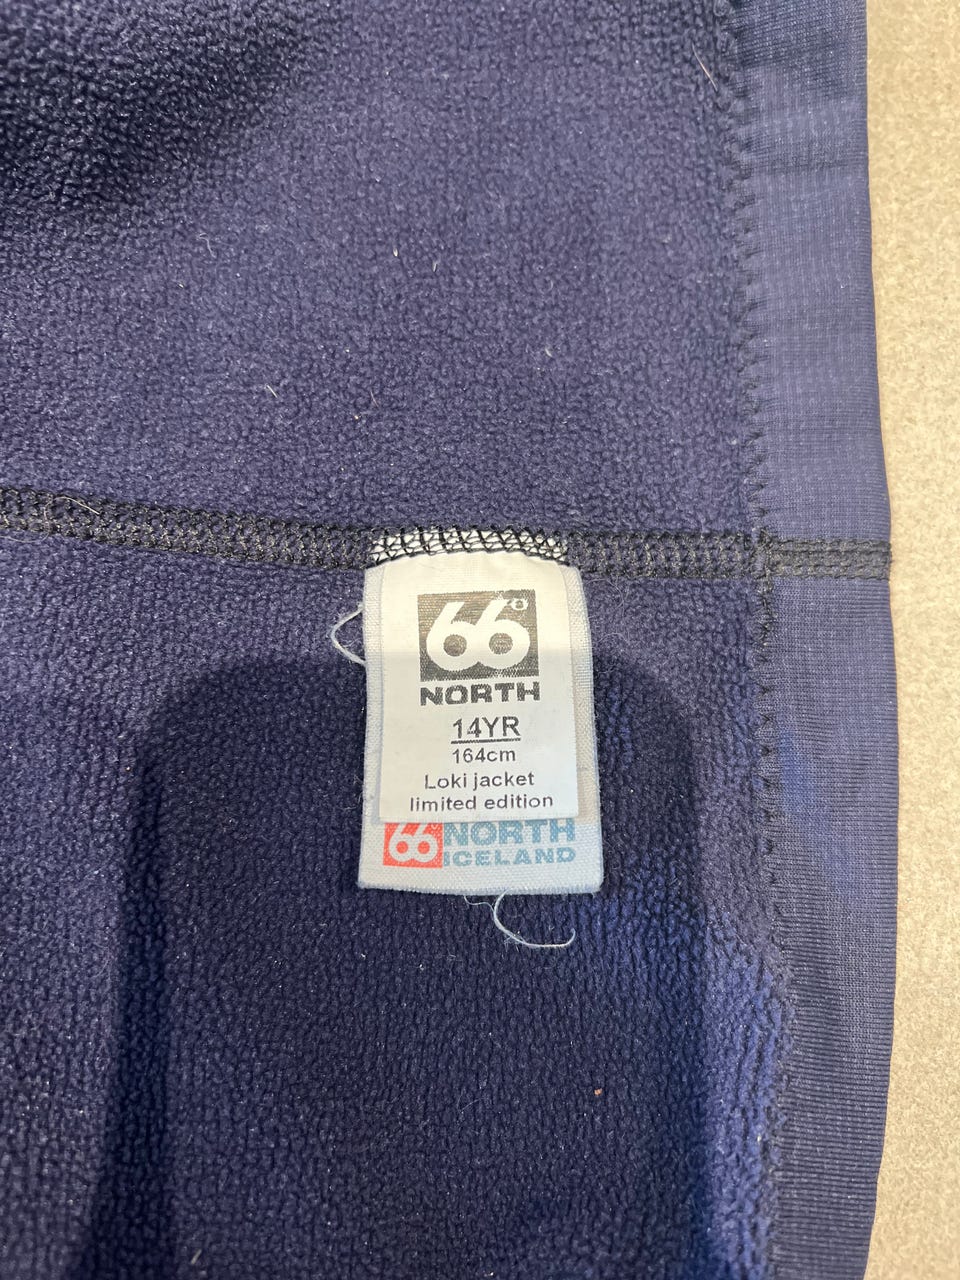 66°
NORTH
14YR
164cm
Loki jacket
limited edition
66° NORTH
ICELAND